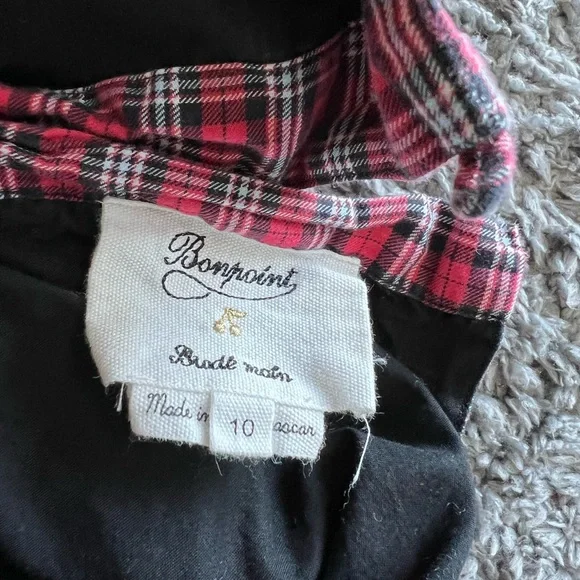 Bonpoint
Brodé main
Made in
10
ascar